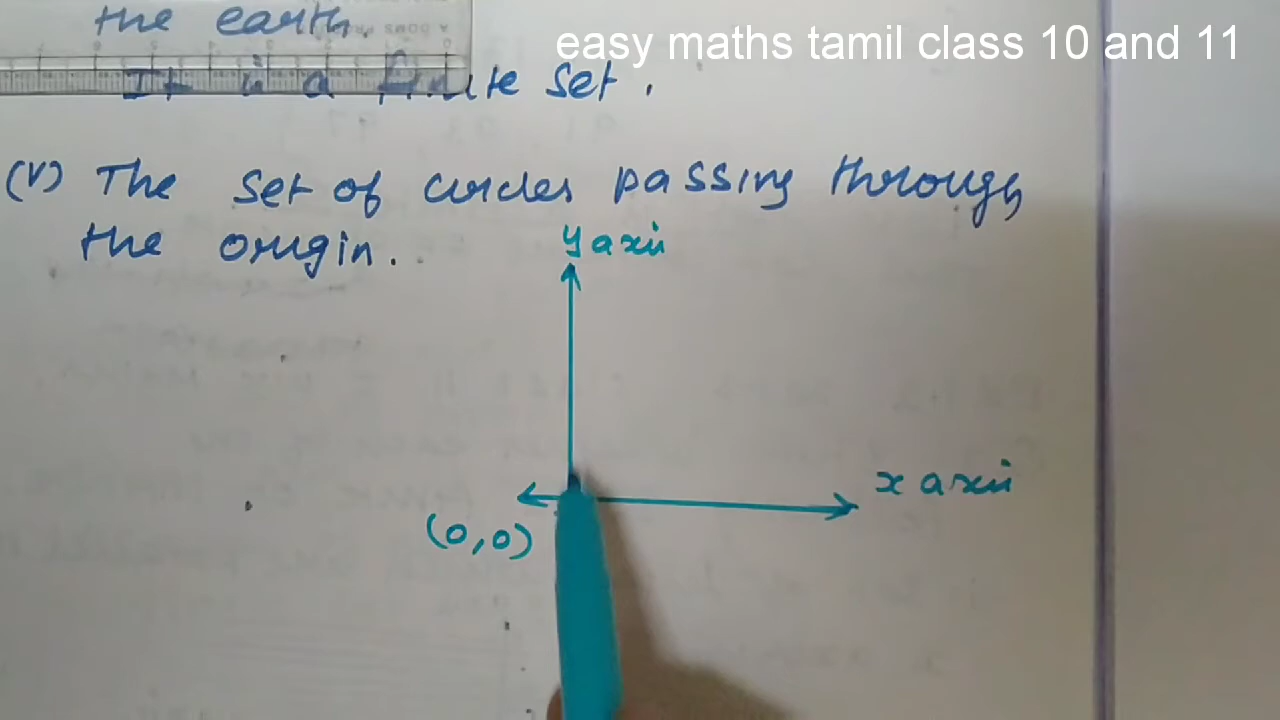 easy maths tamil class 10 and 11
the earth.
It is a finite set.
(V) The set of circles passing through
the origin.
y axis
x axis
(0,0)